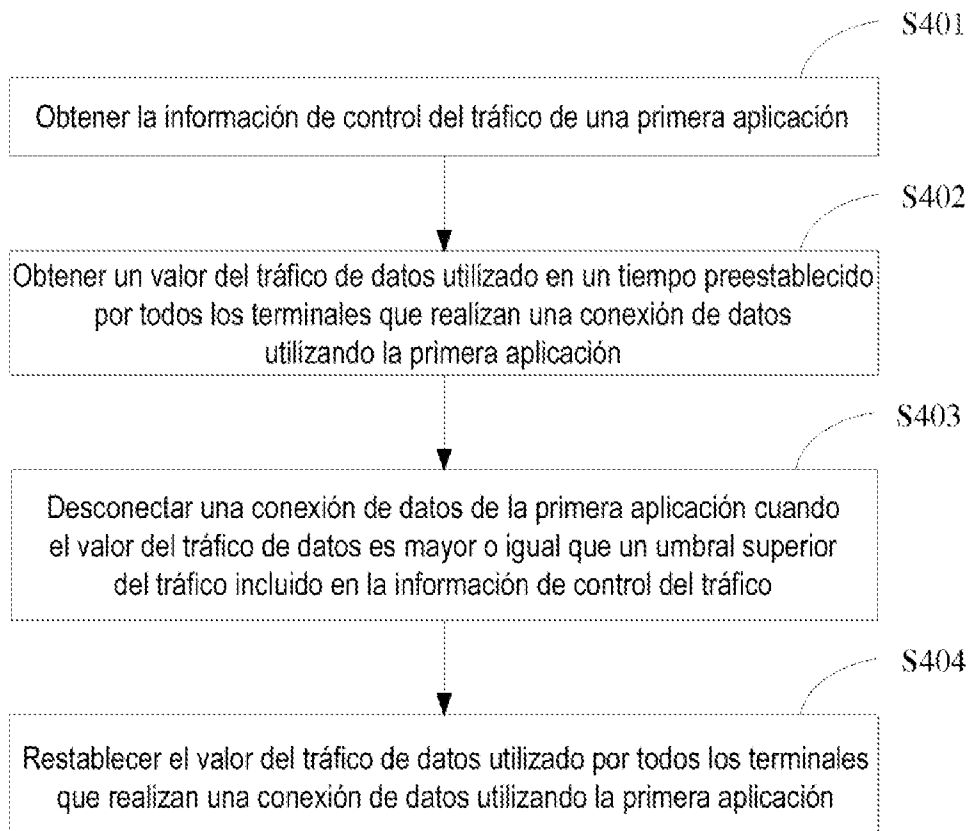 S401
Obtener la información de control del tráfico de una primera aplicación
S402
Obtener un valor del tráfico de datos utilizado en un tiempo preestablecido
por todos los terminales que realizan una conexión de datos
utilizando la primera aplicación
S403
Desconectar una conexión de datos de la primera aplicación cuando
el valor del tráfico de datos es mayor o igual que un umbral superior
del tráfico incluido en la información de control del tráfico
S404
Restablecer el valor del tráfico de datos utilizado por todos los terminales
que realizan una conexión de datos utilizando la primera aplicación